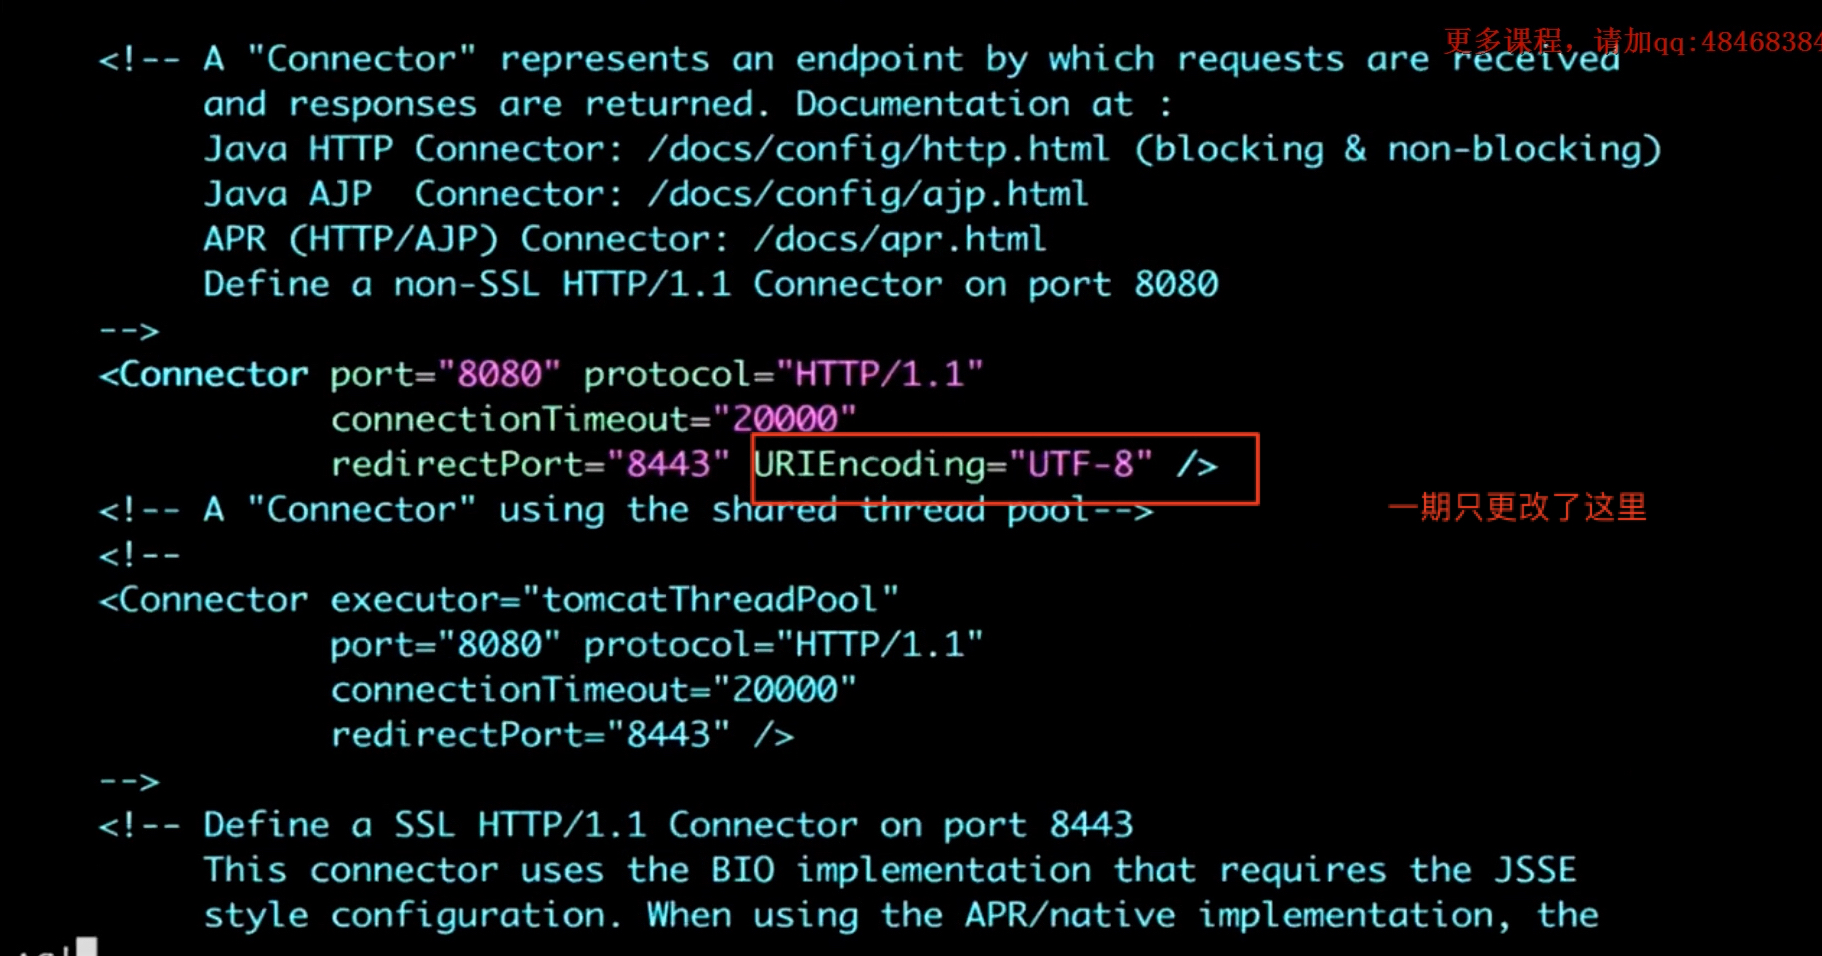 更多课程，请加qq:48468384
<!-- A "Connector" represents an endpoint by which requests are received
and responses are returned. Documentation at :
Java HTTP Connector: /docs/config/http.html (blocking & non-blocking)
Java AJP  Connector: /docs/config/ajp.html
APR (HTTP/AJP) Connector: /docs/apr.html
Define a non-SSL HTTP/1.1 Connector on port 8080
-->
<Connector port="8080" protocol="HTTP/1.1"
connectionTimeout="20000"
redirectPort="8443" URIEncoding="UTF-8" />
<!-- A "Connector" using the shared thread pool-->
一期只更改了这里
<!--
<Connector executor="tomcatThreadPool"
port="8080" protocol="HTTP/1.1"
connectionTimeout="20000"
redirectPort="8443" />
-->
<!-- Define a SSL HTTP/1.1 Connector on port 8443
This connector uses the BIO implementation that requires the JSSE
style configuration. When using the APR/native implementation, the